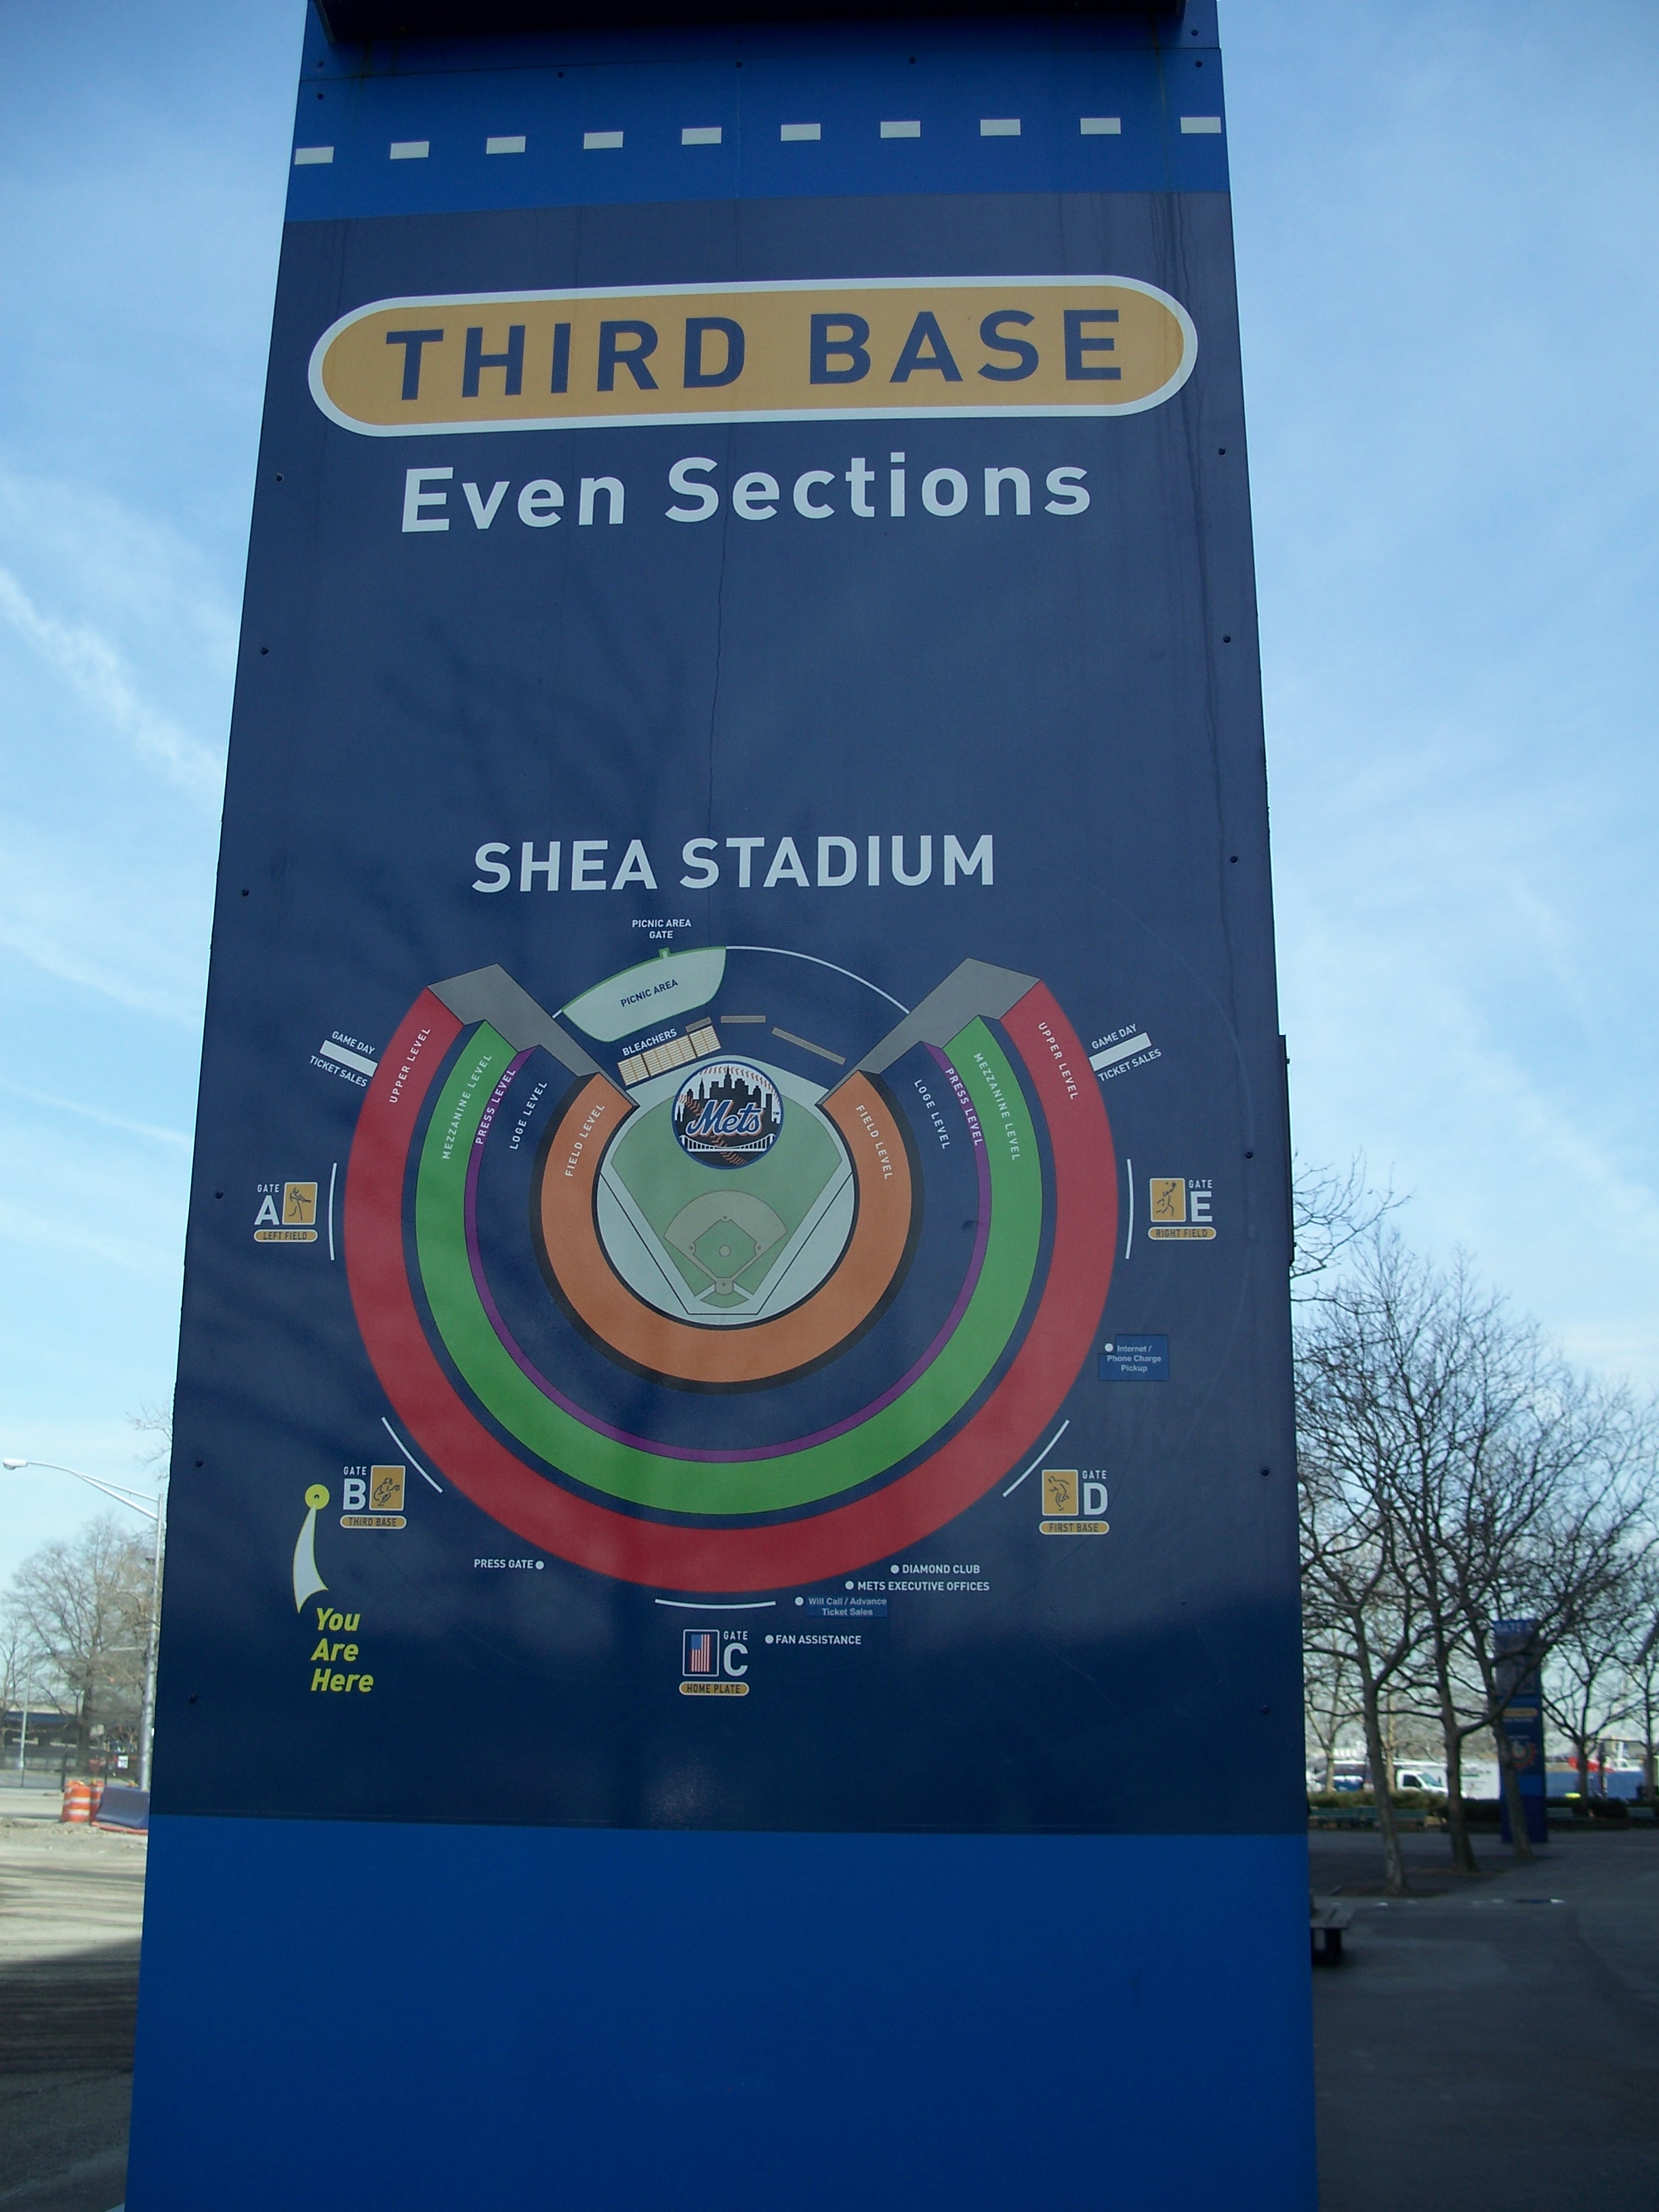 THIRD BASE
Even Sections
SHEA STADIUM
PICNIC AREA
GATE
PICNIC AREA
BLEACHERS
GAME DAY
TICKET SALES
UPPER LEVEL
MEZZANINE LEVEL
PRESS LEVEL
LOGE LEVEL
FIELD LEVEL
Mets
FIELD LEVEL
LOGE LEVEL
PRESS LEVEL
MEZZANINE LEVEL
UPPER LEVEL
GAME DAY
TICKET SALES
GATE
A
LEFT FIELD
GATE
E
RIGHT FIELD
Internet /
Phone Charge
Pickup
GATE
B
THIRD BASE
GATE
D
FIRST BASE
PRESS GATE
DIAMOND CLUB
METS EXECUTIVE OFFICES
Will Call / Advance
Ticket Sales
FAN ASSISTANCE
GATE
C
HOME PLATE
You
Are
Here